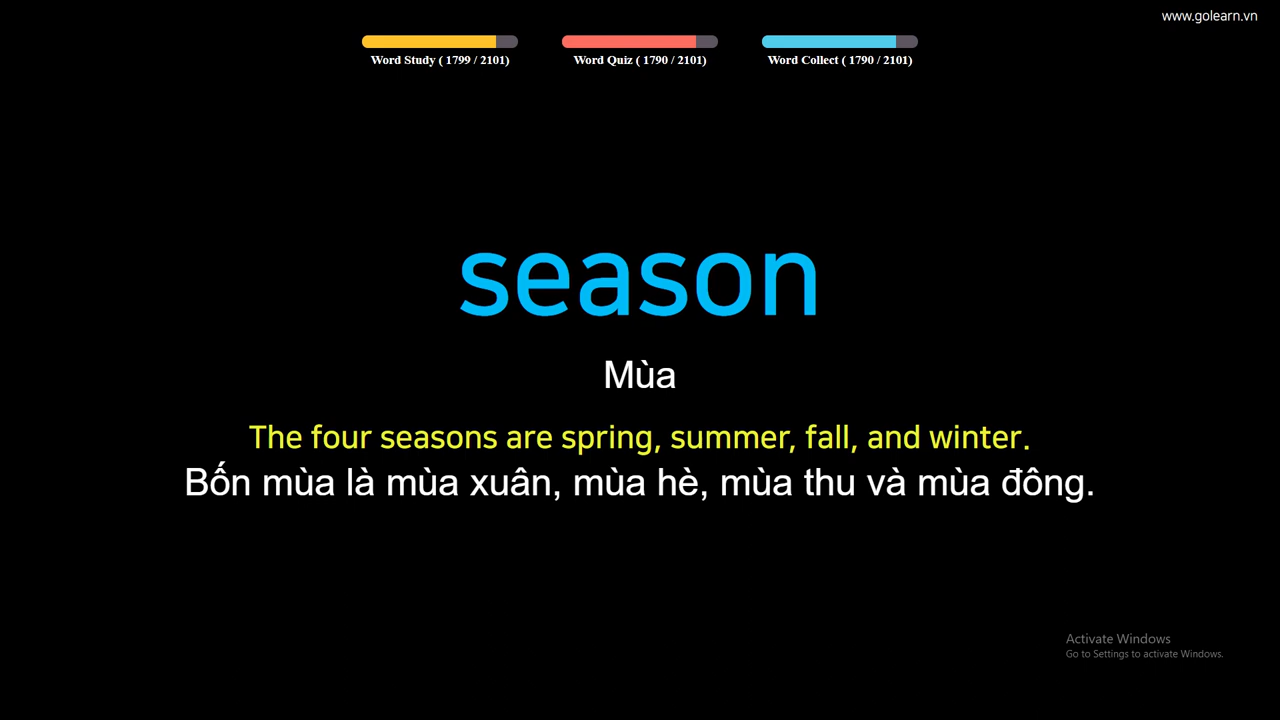 www.golearn.vn
Word Study ( 1799 / 2101)
Word Quiz ( 1790 / 2101)
Word Collect ( 1790 / 2101)
season
Mùa
The four seasons are spring, summer, fall, and winter.
Bốn mùa là mùa xuân, mùa hè, mùa thu và mùa đông.
Activate Windows
Go to Settings to activate Windows.